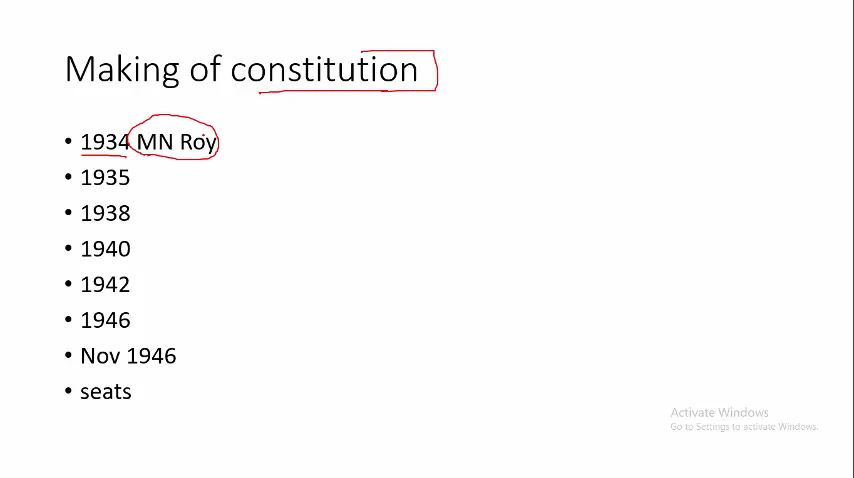 Making of constitution
• 1934 MN Roy
• 1935
• 1938
• 1940
• 1942
• 1946
• Nov 1946
• seats
Activate Windows
Go to Settings to activate Windows.